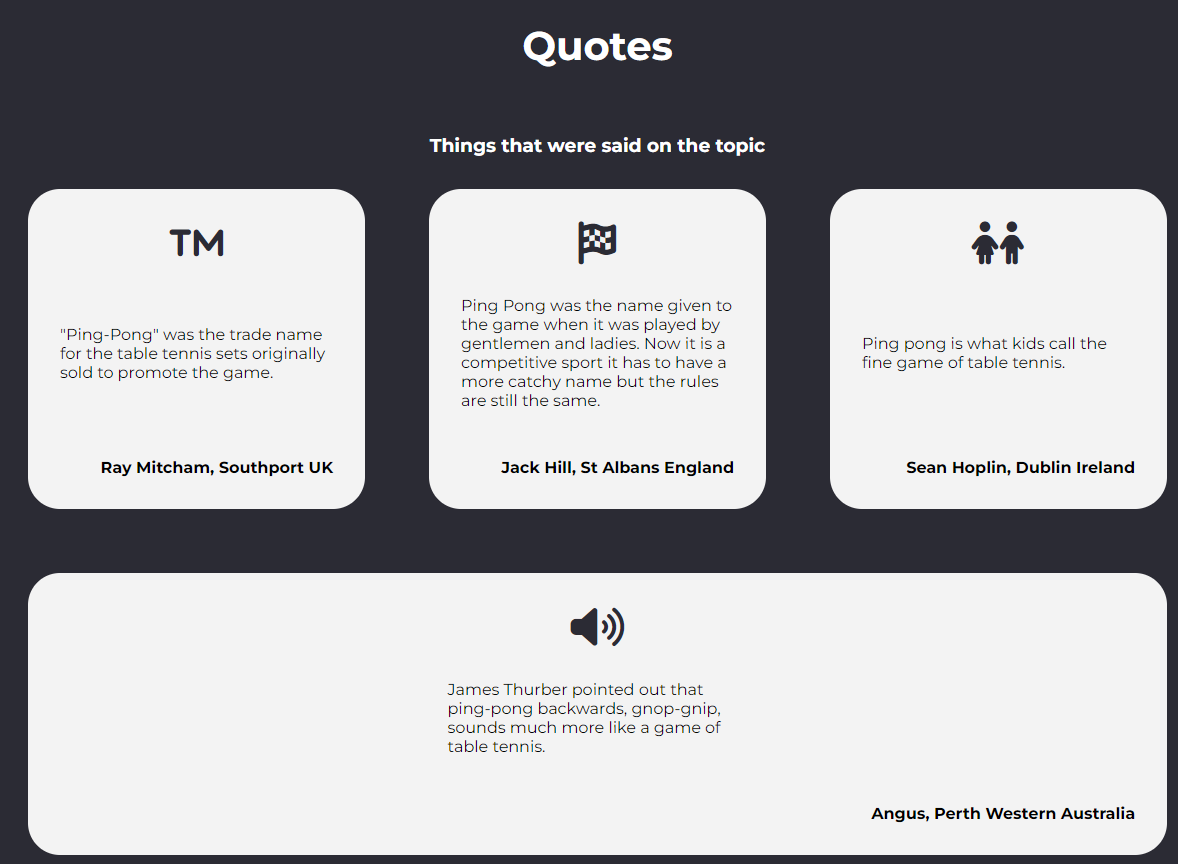 Quotes
Things that were said on the topic
TM
"Ping-Pong" was the trade name
for the table tennis sets originally
sold to promote the game.
Ray Mitcham, Southport UK
Ping Pong was the name given to
the game when it was played by
gentlemen and ladies. Now it is a
competitive sport it has to have a
more catchy name but the rules
are still the same.
Jack Hill, St Albans England
Ping pong is what kids call the
fine game of table tennis.
Sean Hoplin, Dublin Ireland
James Thurber pointed out that
ping-pong backwards, gnop-gnip,
sounds much more like a game of
table tennis.
Angus, Perth Western Australia